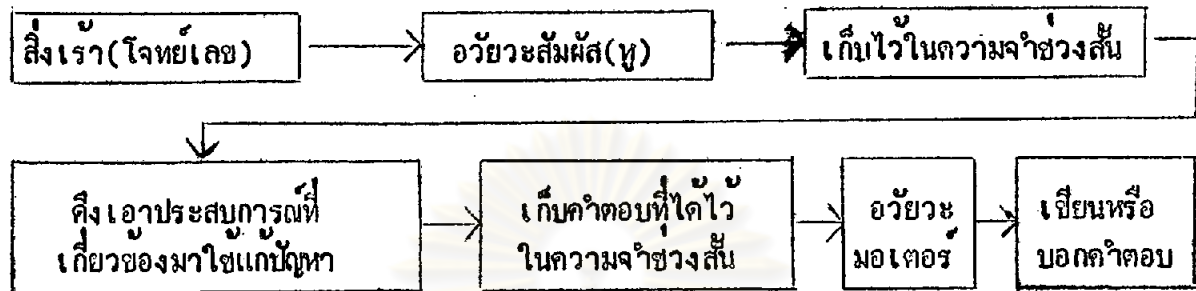 สิ่งเร้า(โจทย์เลข)
อวัยวะสัมผัส(หู)
เก็บไว้ในความจำช่วงสั้น
ดึงเอาประสบการณ์ที่
เกี่ยวข้องมาใช้แก้ปัญหา
เก็บคำตอบที่ได้ไว้
ในความจำช่วงสั้น
อวัยวะ
มอเตอร์
เขียนหรือ
บอกคำตอบ